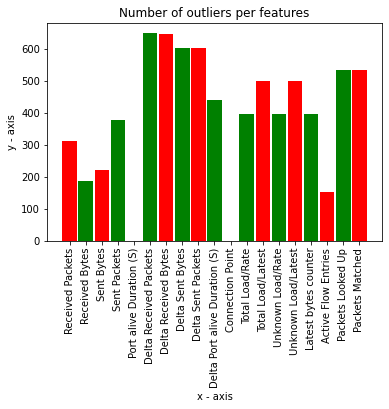 Number of outliers per features
y - axis
600
500
400
300
200
100
0
Received Packets
Received Bytes
Sent Bytes
Sent Packets
Port alive Duration (S)
Delta Received Packets
Delta Received Bytes
Delta Sent Bytes
Delta Sent Packets
Delta Port alive Duration (S)
Connection Point
Total Load/Rate
Total Load/Latest
Unknown Load/Rate
Unknown Load/Latest
Latest bytes counter
Active Flow Entries
Packets Looked Up
Packets Matched
x - axis